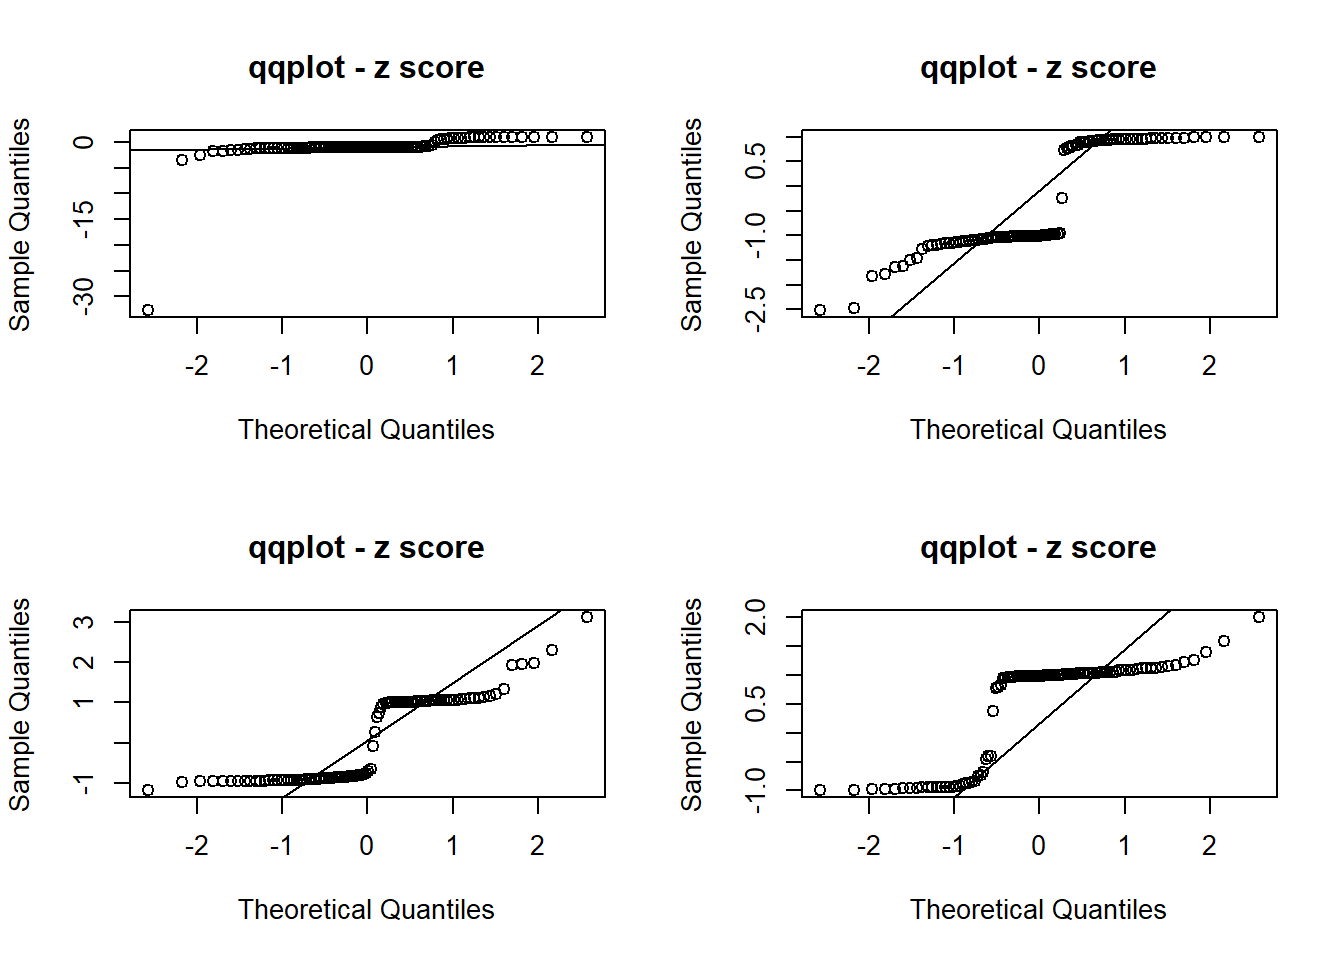 qqplot - z score
Sample Quantiles
0
-15
-30
-2 -1 0 1 2
Theoretical Quantiles
qqplot - z score
Sample Quantiles
0.5
-1.0
-2.5
-2 -1 0 1 2
Theoretical Quantiles
qqplot - z score
Sample Quantiles
3
2
1
-1
-2 -1 0 1 2
Theoretical Quantiles
qqplot - z score
Sample Quantiles
2.0
0.5
-1.0
-2 -1 0 1 2
Theoretical Quantiles